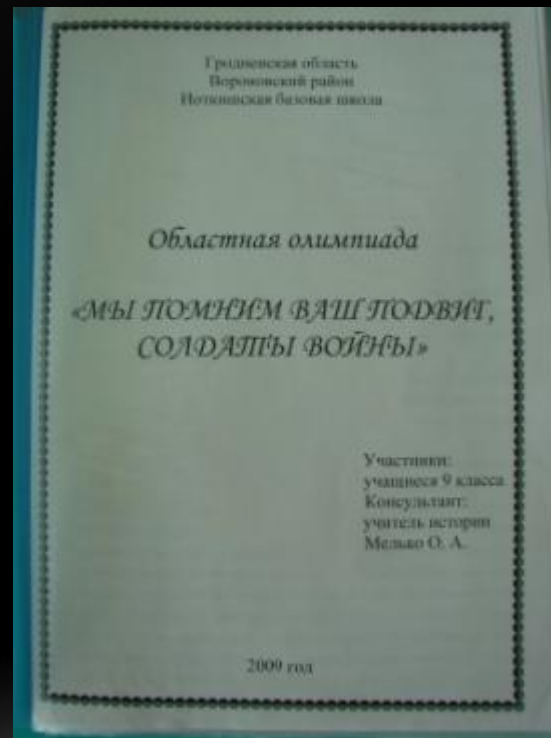 Гродненская область
Вороновский район
базовая школа
Областная олимпиада
«МЫ ПОМНИМ ВАШ ПОДВИГ,
СОЛДАТЫ ВОЙНЫ»
Участники:
учащиеся 9 класса
Консультант:
учитель истории
Мелько О. А.
2009 год